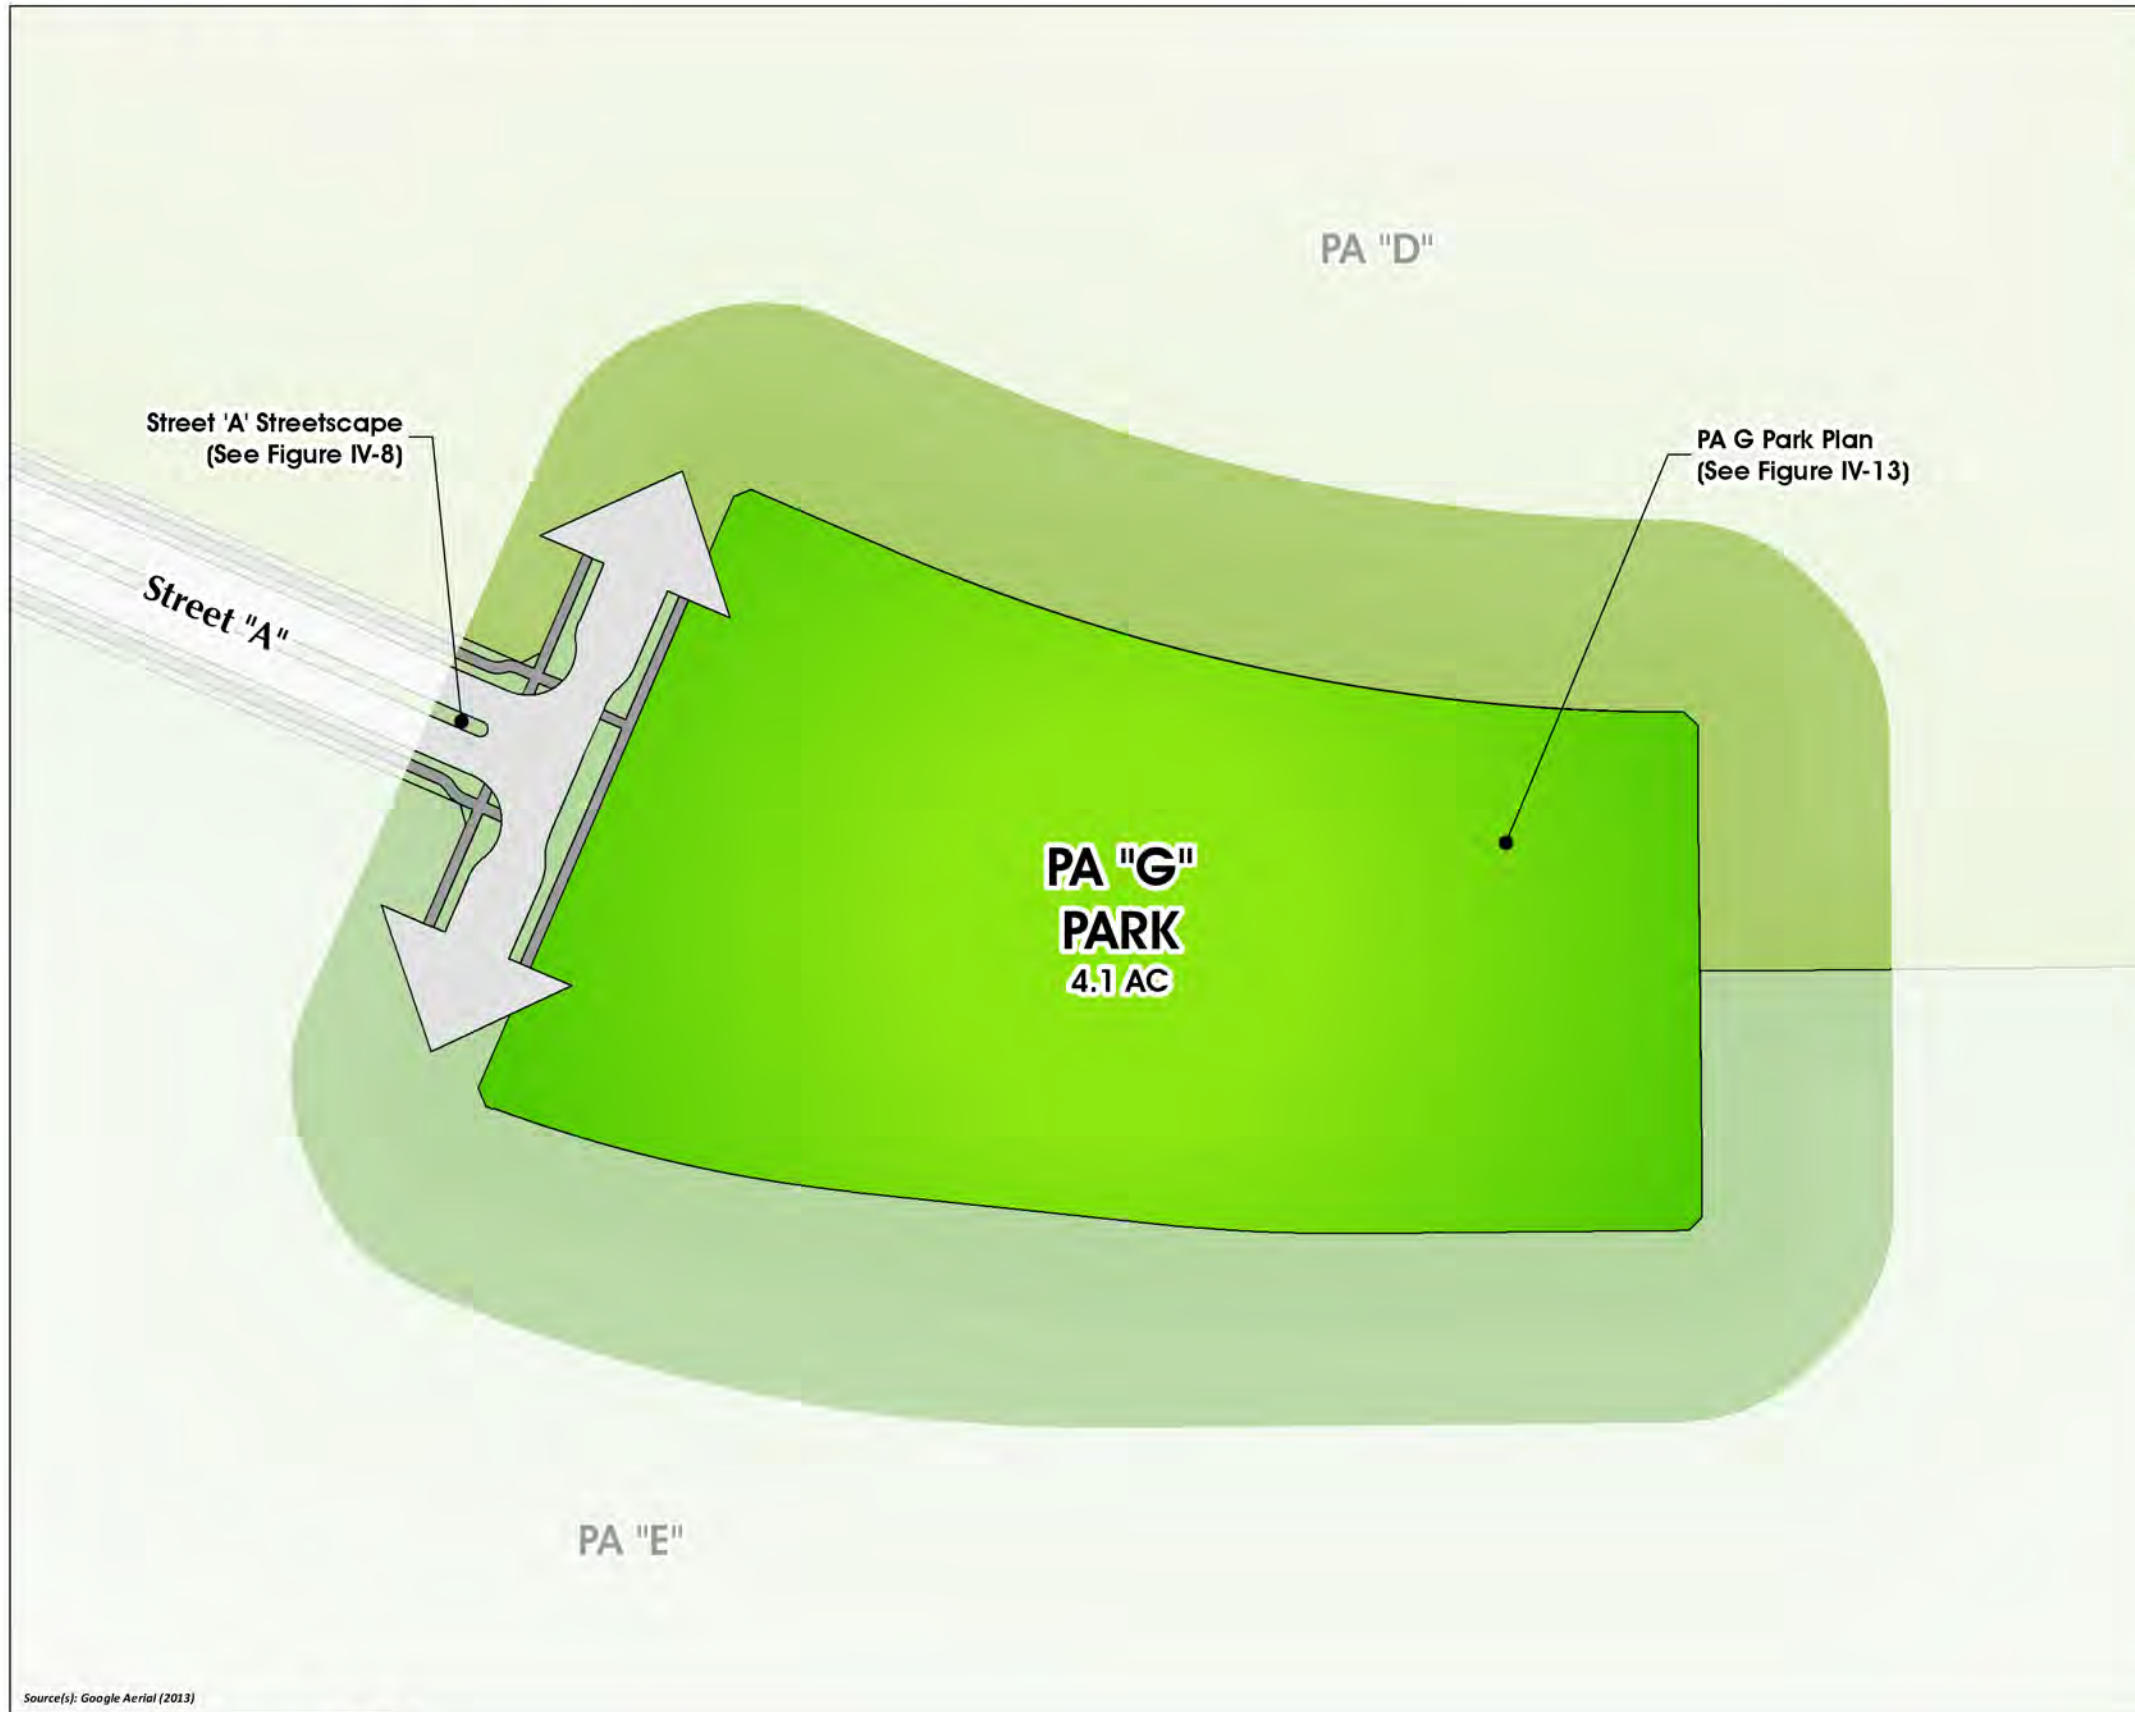 PA "D"
Street 'A' Streetscape
(See Figure IV-8)
PA G Park Plan
(See Figure IV-13)
Street "A"
PA "G"
PARK
4.1 AC
PA "E"
Source(s): Google Aerial (2013)